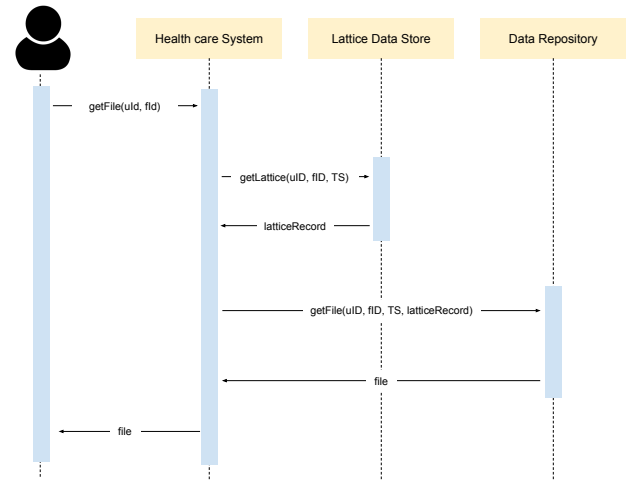 Health care System
Lattice Data Store
Data Repository
getFile(uId, fId)
getLattice(uID, fID, TS)
latticeRecord
getFile(uID, fID, TS, latticeRecord)
file
file